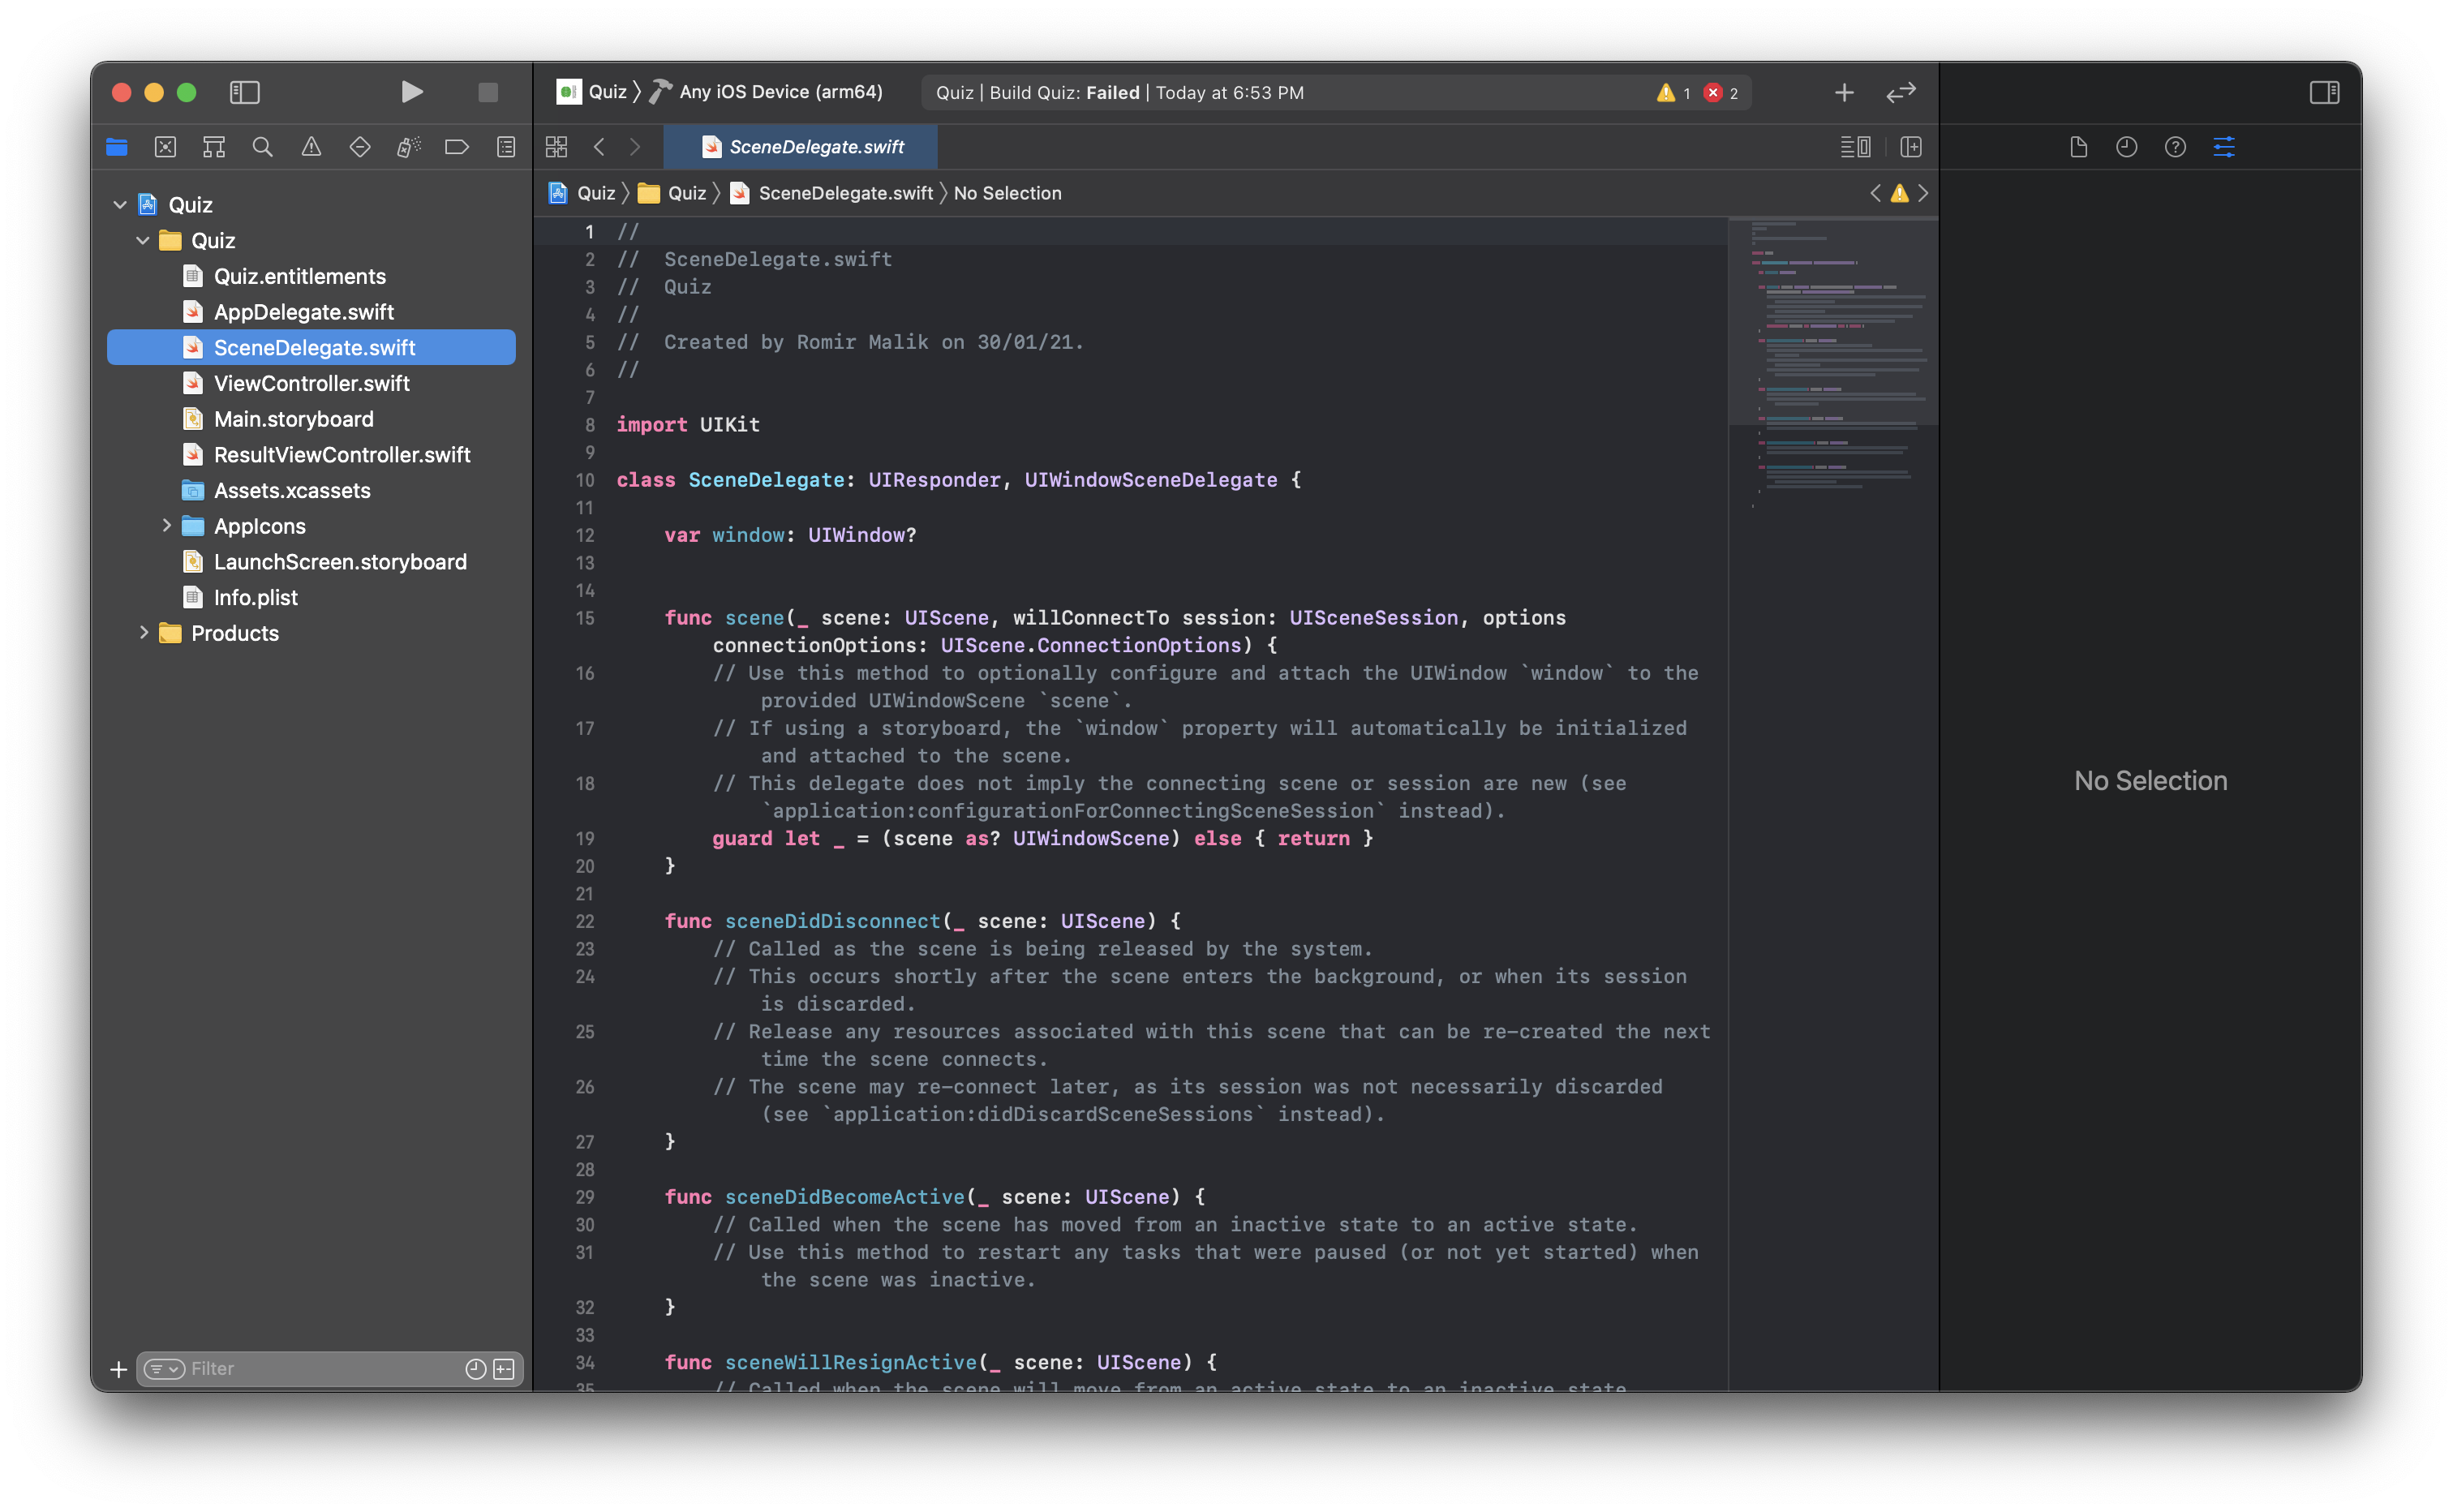 Quiz
Any iOS Device (arm64)
Quiz | Build Quiz: Failed | Today at 6:53 PM
1
2
SceneDelegate.swift
Quiz
Quiz
SceneDelegate.swift
No Selection
Quiz
Quiz
Quiz.entitlements
AppDelegate.swift
SceneDelegate.swift
ViewController.swift
Main.storyboard
ResultViewController.swift
Assets.xcassets
AppIcons
LaunchScreen.storyboard
Info.plist
Products
Filter
1 //
2 //  SceneDelegate.swift
3 //  Quiz
4 //
5 //  Created by Romir Malik on 30/01/21.
6 //
7
8 import UIKit
9
10 class SceneDelegate: UIResponder, UIWindowSceneDelegate {
11
12     var window: UIWindow?
13
14
15     func scene(_ scene: UIScene, willConnectTo session: UISceneSession, options
connectionOptions: UIScene.ConnectionOptions) {
16         // Use this method to optionally configure and attach the UIWindow `window` to the
provided UIWindowScene `scene`.
17         // If using a storyboard, the `window` property will automatically be initialized
and attached to the scene.
18         // This delegate does not imply the connecting scene or session are new (see
`application:configurationForConnectingSceneSession` instead).
19         guard let _ = (scene as? UIWindowScene) else { return }
20     }
21
22     func sceneDidDisconnect(_ scene: UIScene) {
23         // Called as the scene is being released by the system.
24         // This occurs shortly after the scene enters the background, or when its session
is discarded.
25         // Release any resources associated with this scene that can be re-created the next
time the scene connects.
26         // The scene may re-connect later, as its session was not necessarily discarded
(see `application:didDiscardSceneSessions` instead).
27     }
28
29     func sceneDidBecomeActive(_ scene: UIScene) {
30         // Called when the scene has moved from an inactive state to an active state.
31         // Use this method to restart any tasks that were paused (or not yet started) when
the scene was inactive.
32     }
33
34     func sceneWillResignActive(_ scene: UIScene) {
35         // Called when the scene will move from an active state to an inactive state
No Selection